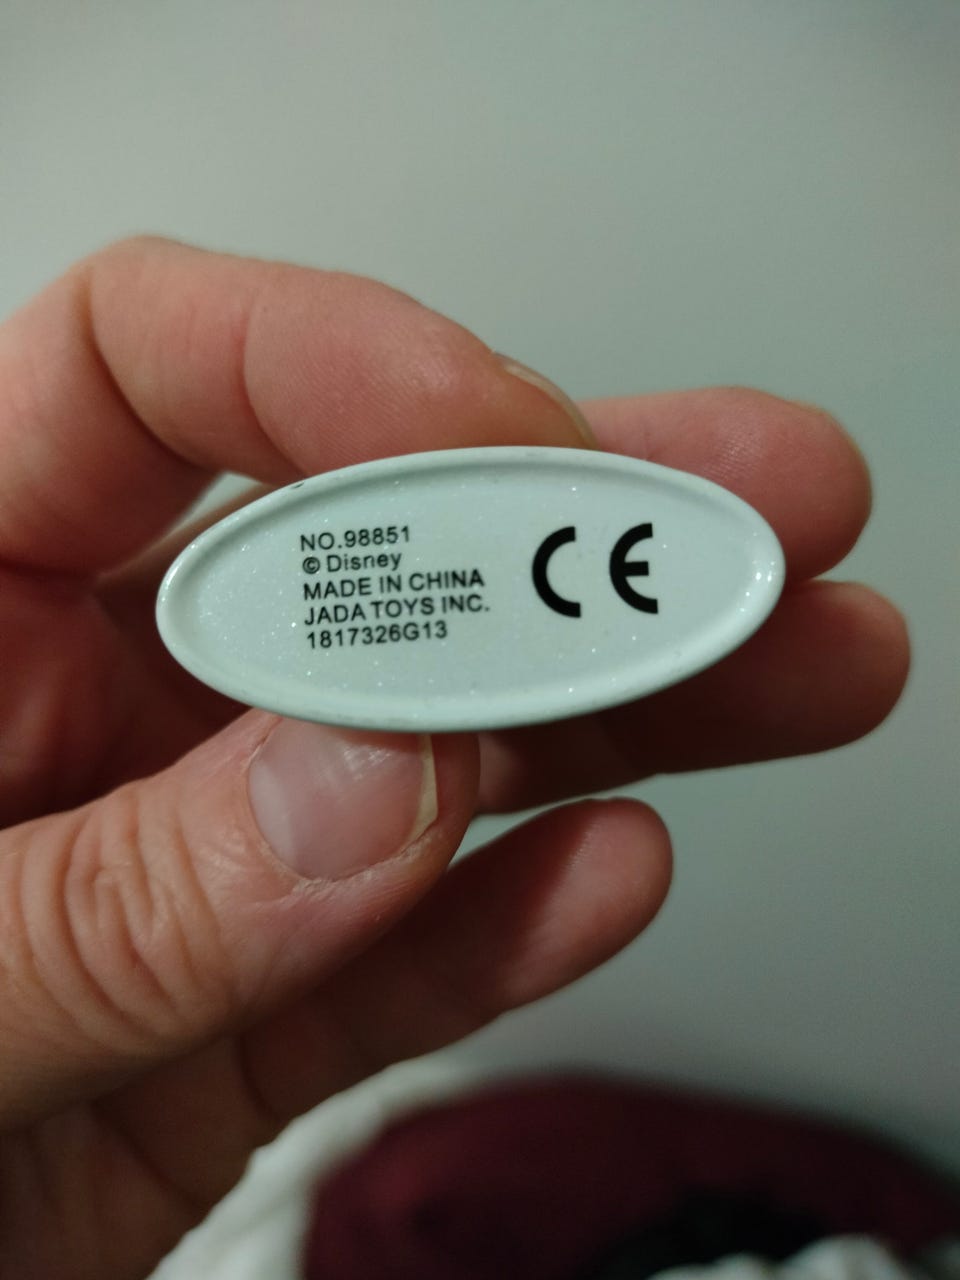 NO.98851
© Disney
MADE IN CHINA
JADA TOYS INC.
1817326G13
CE